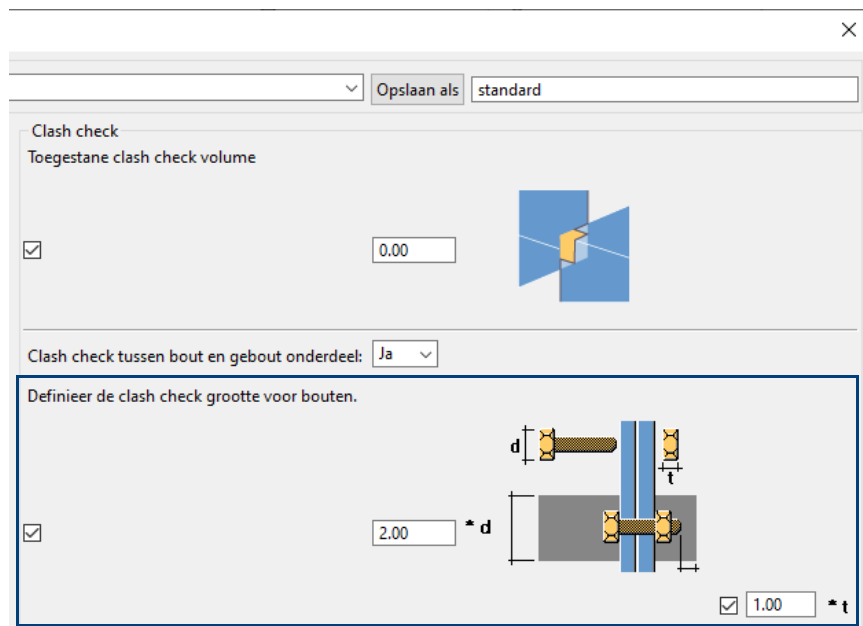 Opslaan als standard
Clash check
Toegestane clash check volume
0.00
Clash check tussen bout en gebout onderdeel: Ja
Definieer de clash check grootte voor bouten.
d
t
2.00 * d
1.00 * t